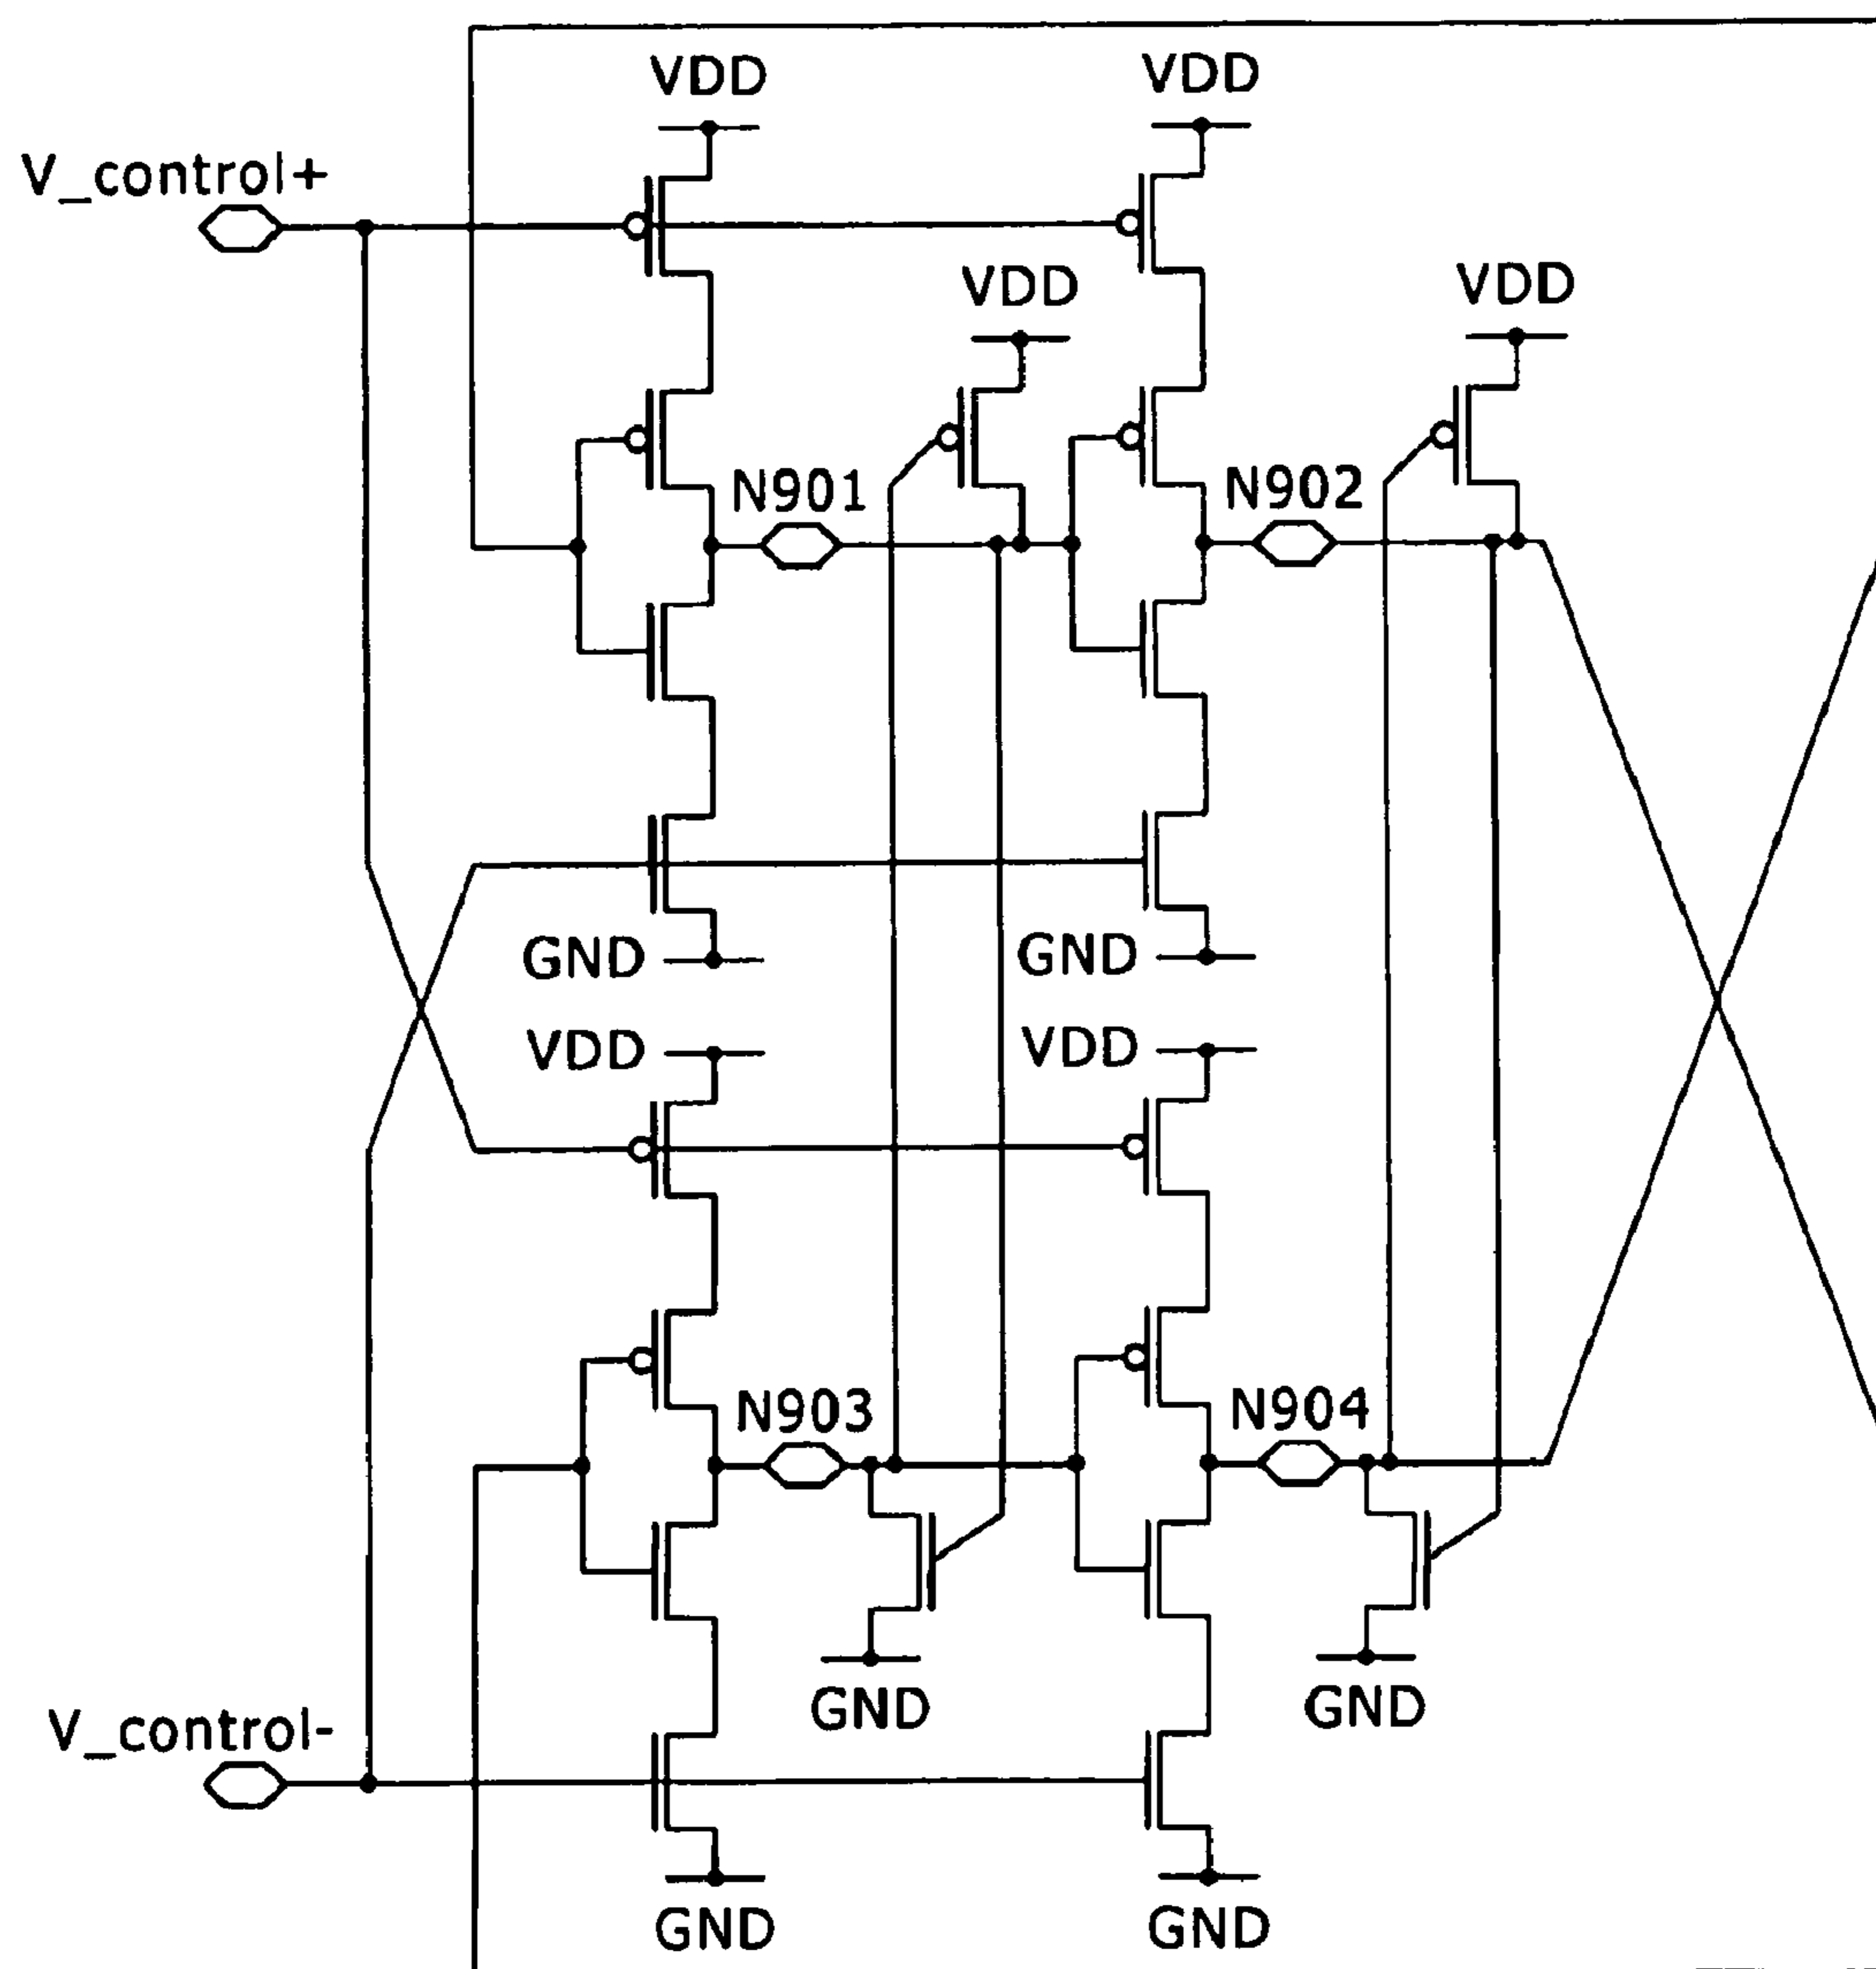 VDD
VDD
V_control+
VDD
VDD
N901
N902
GND
GND
VDD
VDD
N903
N904
GND
GND
V_control-
GND
GND